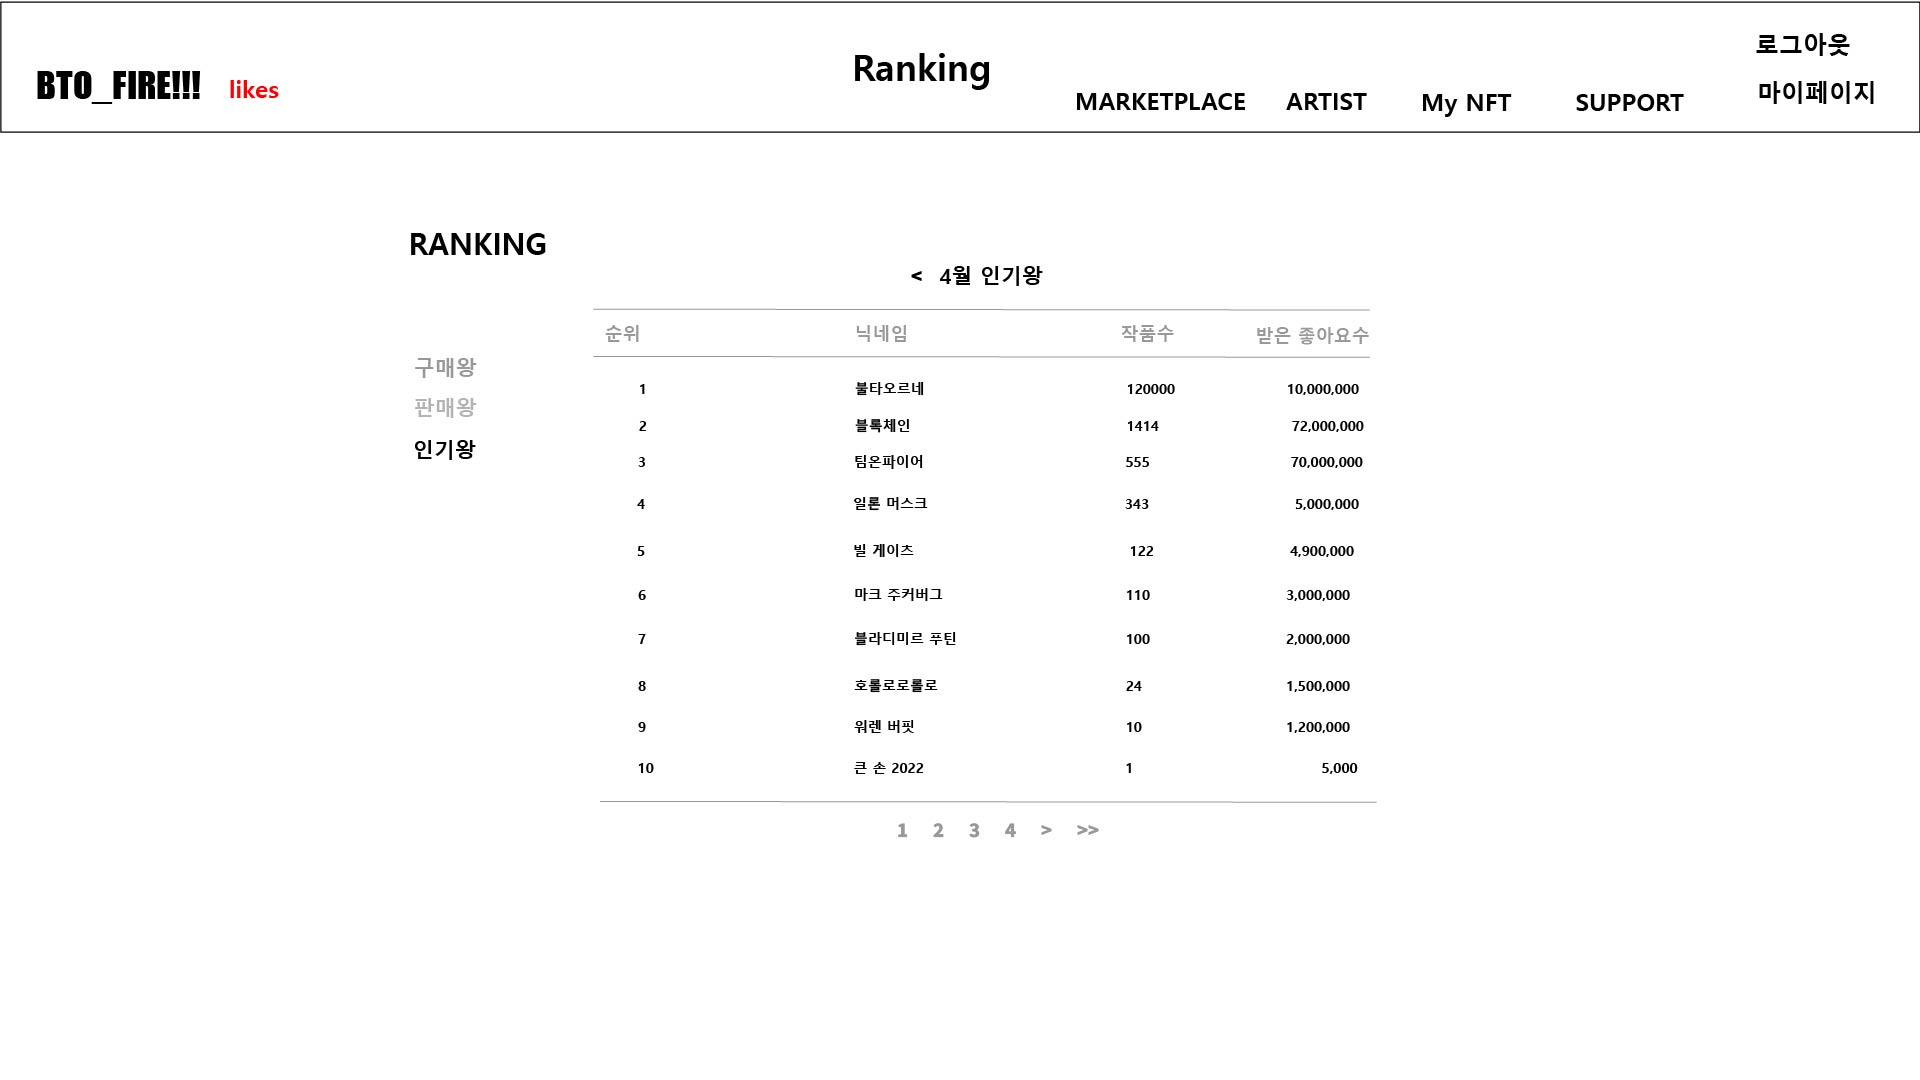 로그아웃
BTO_FIRE!!! likes Ranking MARKETPLACE ARTIST My NFT SUPPORT 마이페이지
RANKING
< 4월 인기왕
순위 닉네임 작품수 받은 좋아요수
구매왕
판매왕
인기왕
1 불타오르네 120000 10,000,000
2 블록체인 1414 72,000,000
3 팀온파이어 555 70,000,000
4 일론 머스크 343 5,000,000
5 빌 게이츠 122 4,900,000
6 마크 주커버그 110 3,000,000
7 블라디미르 푸틴 100 2,000,000
8 호롤로로롤로 24 1,500,000
9 워렌 버핏 10 1,200,000
10 큰 손 2022 1 5,000
1 2 3 4 > >>